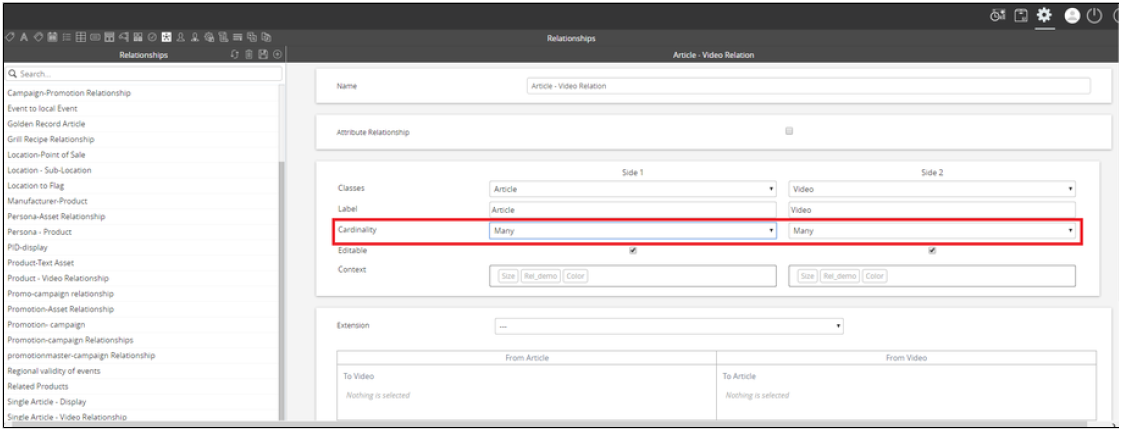 Relationships
Relationships
Article - Video Relation
Search...
Campaign-Promotion Relationship
Event to local Event
Golden Record Article
Grill Recipe Relationship
Location-Point of Sale
Location - Sub-Location
Location to Flag
Manufacturer-Product
Persona-Asset Relationship
Persona - Product
PID-display
Product-Text Asset
Product - Video Relationship
Promo-campaign relationship
Promotion-Asset Relationship
Promotion- campaign
Promotion-campaign Relationships
promotionmaster-campaign Relationship
Regional validity of events
Related Products
Single Article - Display
Single Article - Video Relationship
Name Article - Video Relation
Attribute Relationship
Side 1 Side 2
Classes Article Video
Label Article Video
Cardinality Many Many
Editable
Context Size Rel_demo Color Size Rel_demo Color
Extension ---
From Article From Video
To Video To Article
Nothing is selected Nothing is selected